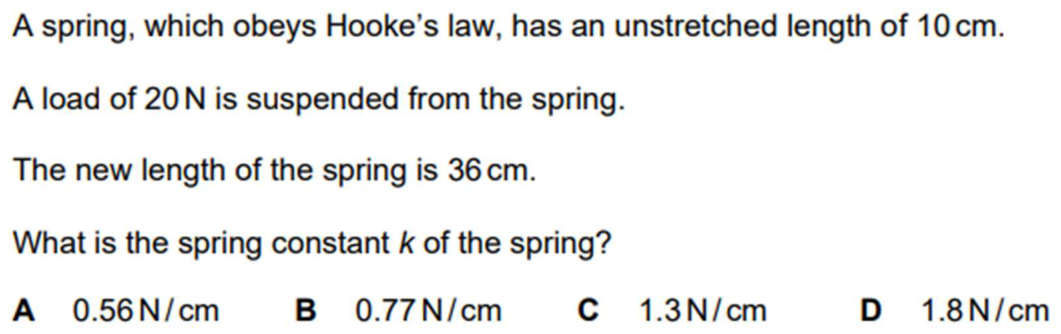 A spring, which obeys Hooke’s law, has an unstretched length of 10 cm.
A load of 20 N is suspended from the spring.
The new length of the spring is 36 cm.
What is the spring constant k of the spring?
A 0.56 N/cm B 0.77 N/cm C 1.3 N/cm D 1.8 N/cm